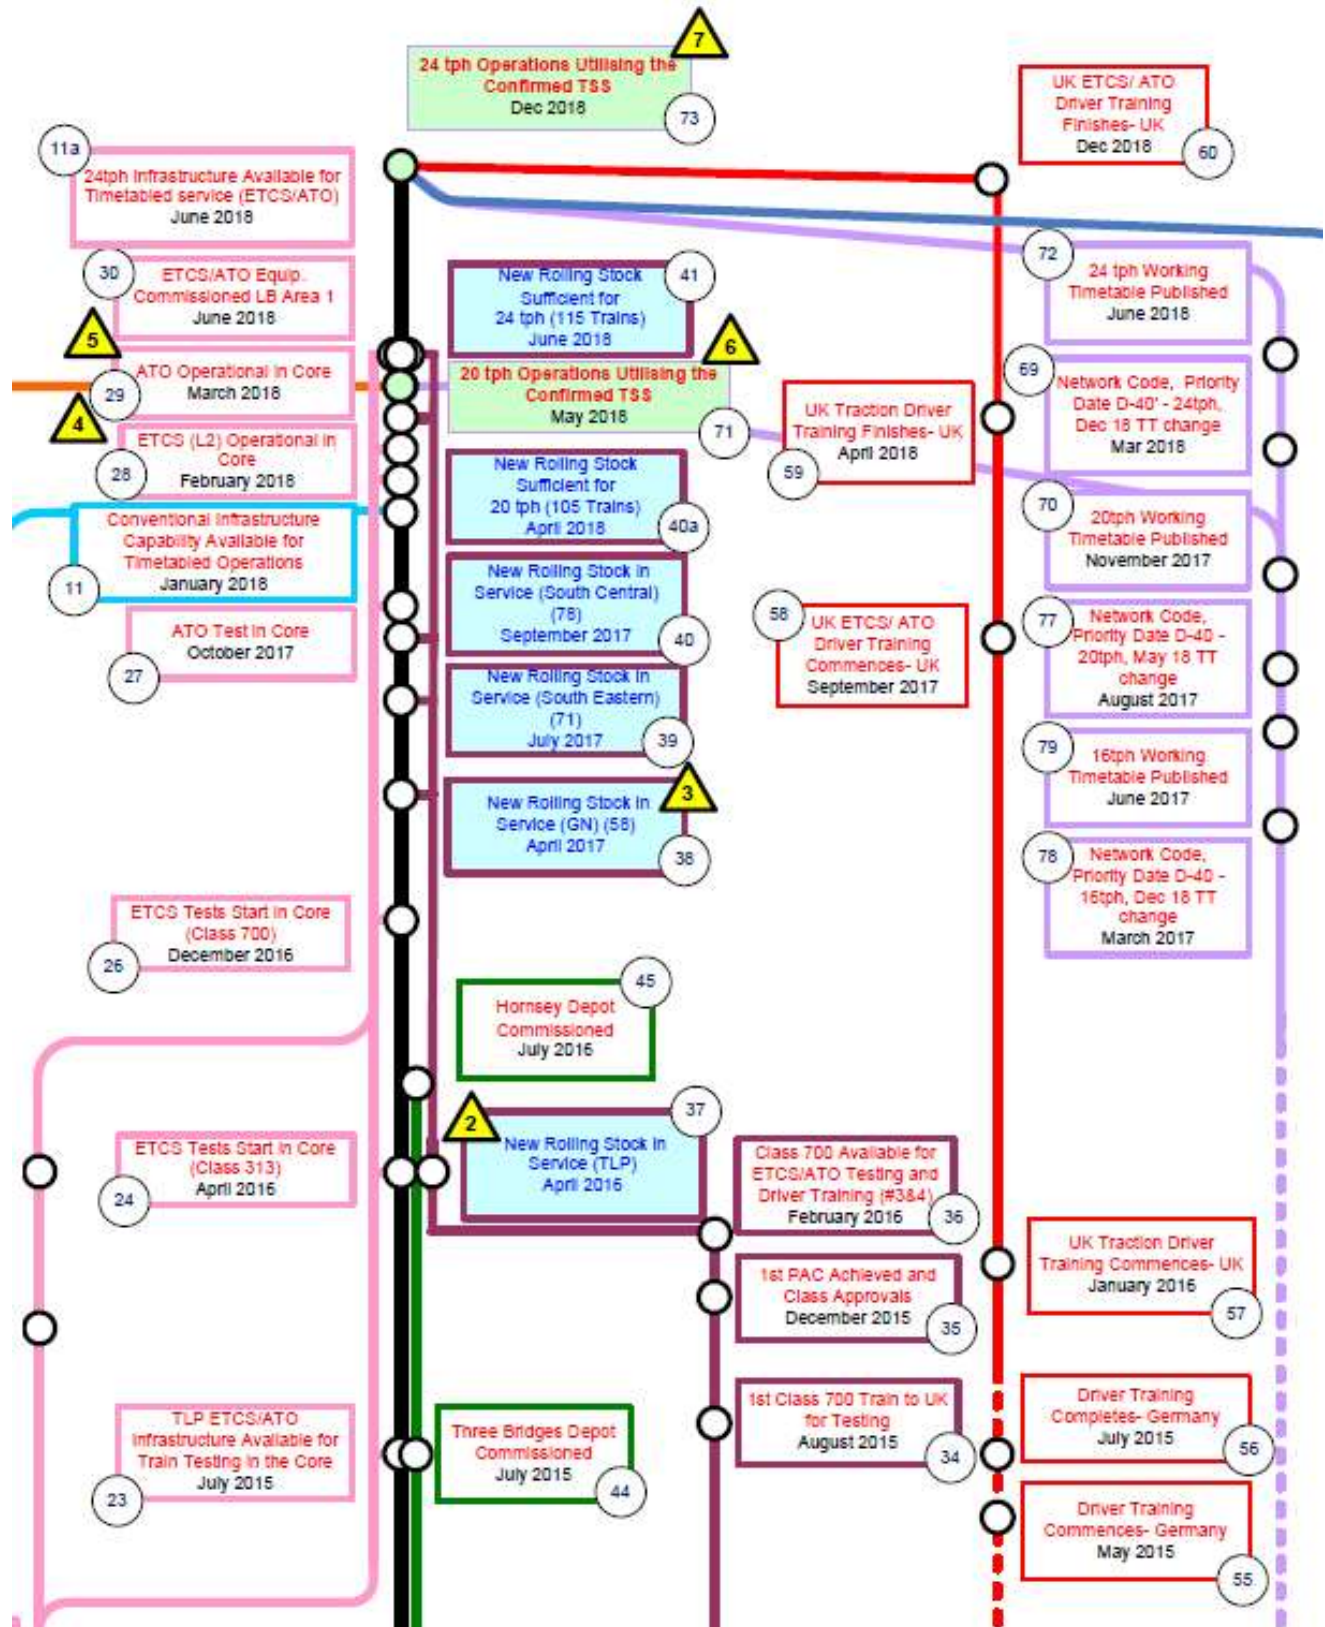 7
24 tph Operations Utilising the
Confirmed TSS
Dec 2018
73
UK ETCS/ ATO
Driver Training
Finishes- UK
Dec 2018
60
11a
24tph Infrastructure Available for
Timetabled service (ETCS/ATO)
June 2018
30
ETCS/ATO Equip.
Commissioned LB Area 1
June 2018
5
ATO Operational in Core
March 2018
29
4
ETCS (L2) Operational in
Core
February 2018
28
Conventional Infrastructure
Capability Available for
Timetabled Operations
January 2018
11
ATO Test in Core
October 2017
27
ETCS Tests Start in Core
(Class 700)
December 2016
26
ETCS Tests Start in Core
(Class 313)
April 2016
24
TLP ETCS/ATO
Infrastructure Available for
Train Testing in the Core
July 2015
23
41
New Rolling Stock
Sufficient for
24 tph (115 Trains)
June 2018
6
20 tph Operations Utilising the
Confirmed TSS
May 2018
71
New Rolling Stock
Sufficient for
20 tph (105 Trains)
April 2018
40a
New Rolling Stock in
Service (South Central)
(78)
September 2017
40
New Rolling Stock in
Service (South Eastern)
(71)
July 2017
39
3
New Rolling Stock in
Service (GN) (58)
April 2017
38
45
Hornsey Depot
Commissioned
July 2016
37
2
New Rolling Stock in
Service (TLP)
April 2016
Three Bridges Depot
Commissioned
July 2015
44
UK Traction Driver
Training Finishes- UK
April 2018
59
58
UK ETCS/ ATO
Driver Training
Commences- UK
September 2017
Class 700 Available for
ETCS/ATO Testing and
Driver Training (#3&4)
February 2016
36
1st PAC Achieved and
Class Approvals
December 2015
35
1st Class 700 Train to UK
for Testing
August 2015
34
72
24 tph Working
Timetable Published
June 2018
69
Network Code, Priority
Date D-40' - 24tph,
Dec 18 TT change
Mar 2018
70
20tph Working
Timetable Published
November 2017
77
Network Code,
Priority Date D-40 -
20tph, May 18 TT
change
August 2017
79
16tph Working
Timetable Published
June 2017
78
Network Code,
Priority Date D-40 -
16tph, Dec 18 TT
change
March 2017
UK Traction Driver
Training Commences- UK
January 2016
57
Driver Training
Completes- Germany
July 2015
56
Driver Training
Commences- Germany
May 2015
55